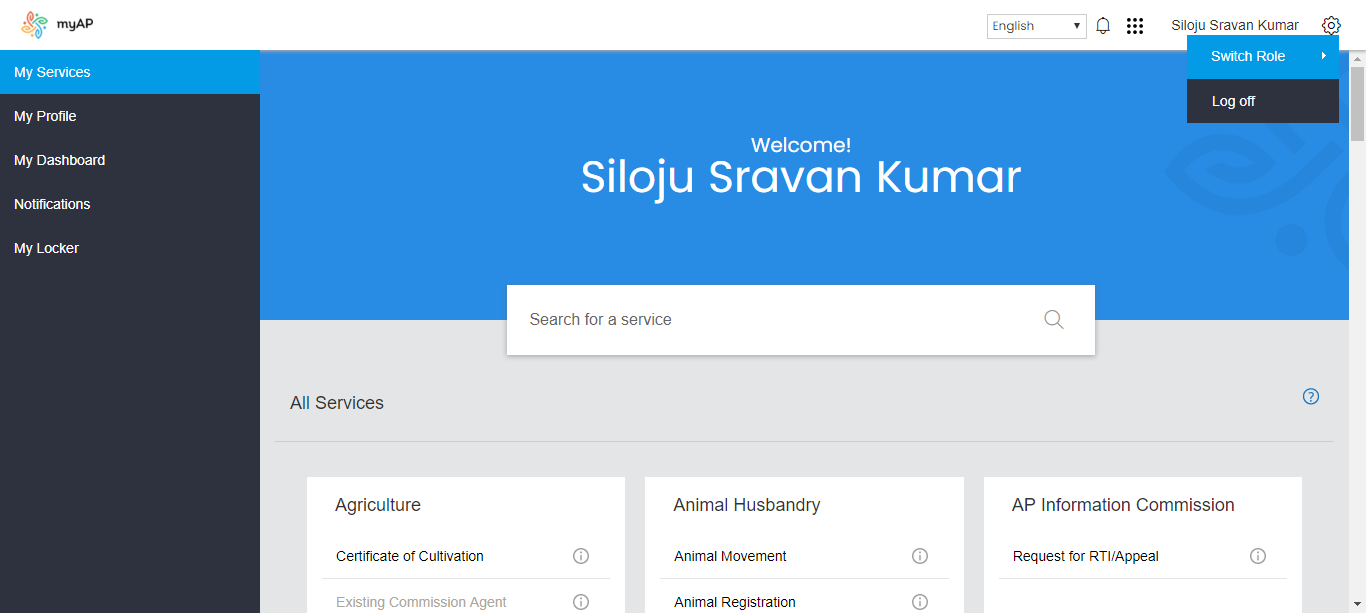 myAP
English
Siloju Sravan Kumar
Switch Role
Log off
My Services
My Profile
My Dashboard
Notifications
My Locker
Welcome!
Siloju Sravan Kumar
Search for a service
All Services
?
Agriculture
Certificate of Cultivation
Existing Commission Agent
Animal Husbandry
Animal Movement
Animal Registration
AP Information Commission
Request for RTI/Appeal